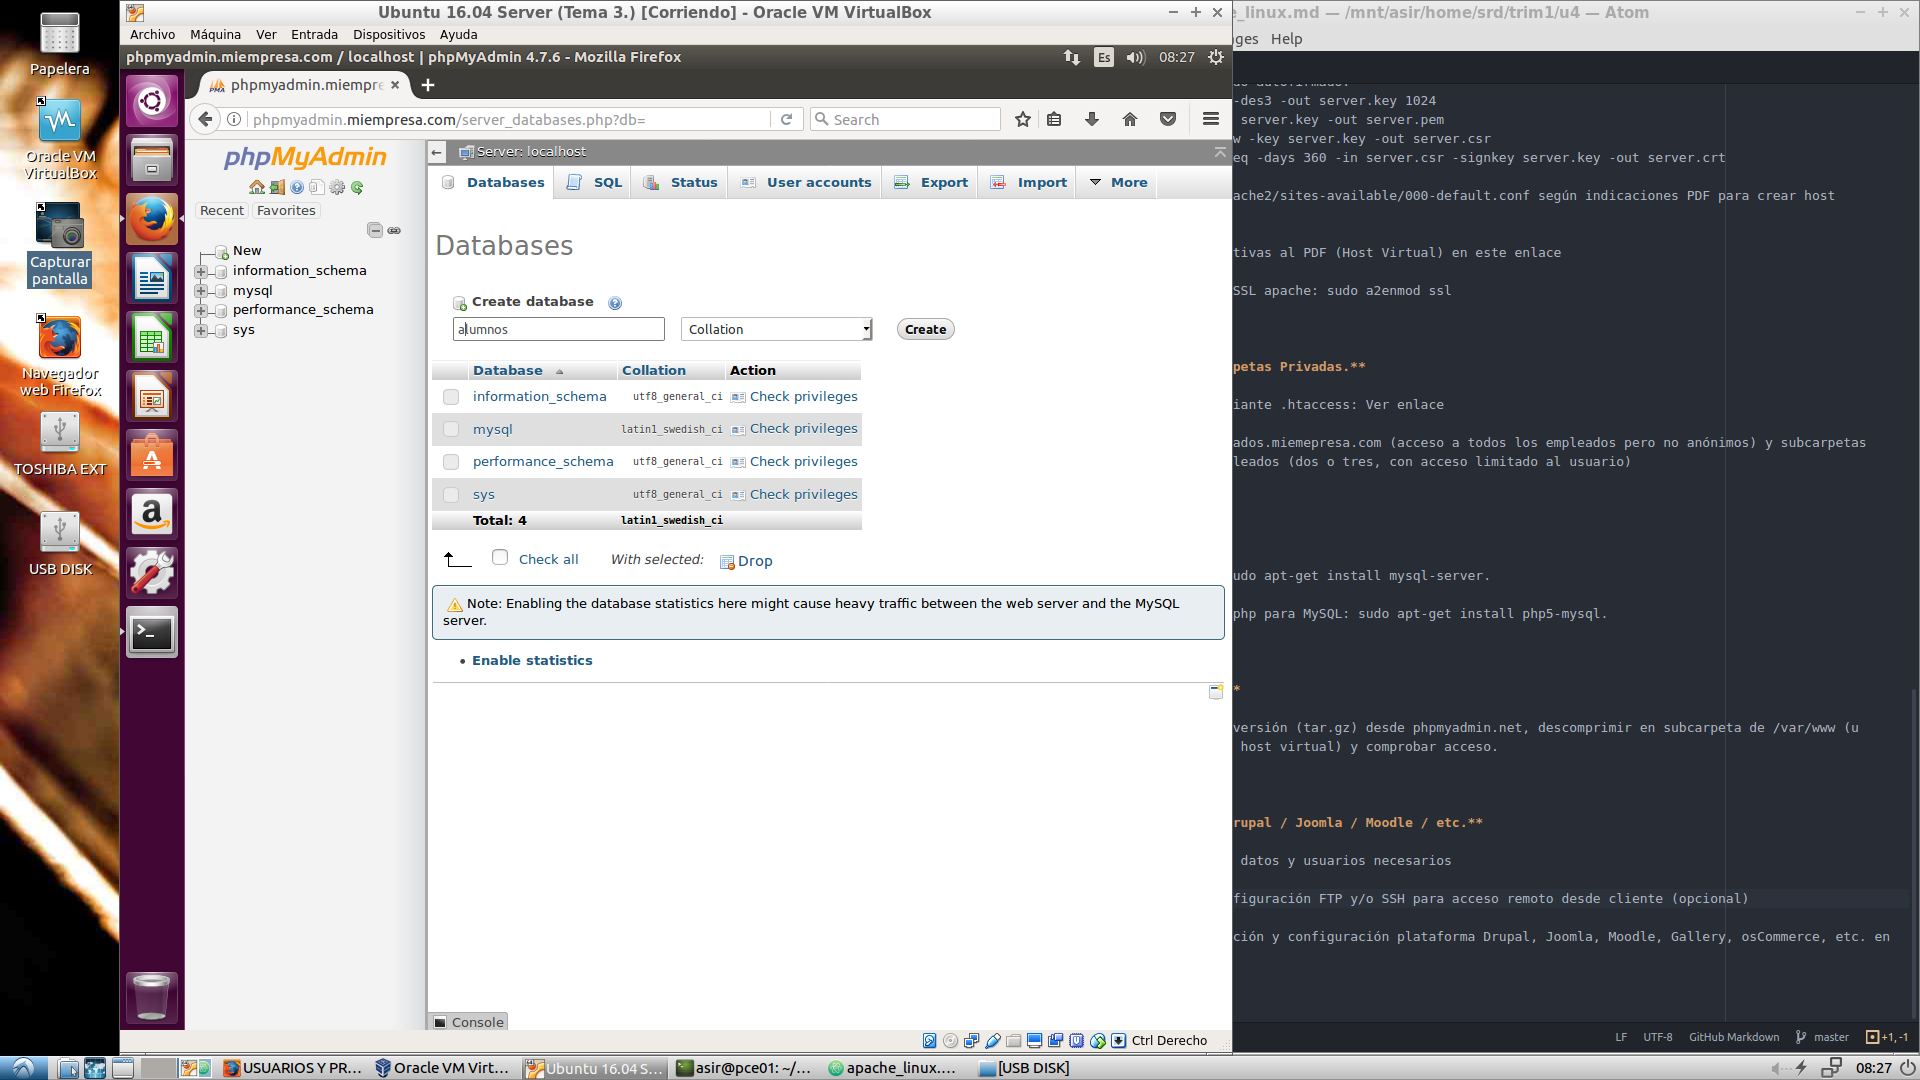 Papelera
Oracle VM
VirtualBox
Capturar
pantalla
Navegador
web Firefox
TOSHIBA EXT
USB DISK
Ubuntu 16.04 Server (Tema 3.) [Corriendo] - Oracle VM VirtualBox
Archivo Máquina Ver Entrada Dispositivos Ayuda
phpmyadmin.miempresa.com / localhost | phpMyAdmin 4.7.6 - Mozilla Firefox
Es
08:27
phpmyadmin.miempre
phpmyadmin.miempresa.com/server_databases.php?db=
Search
phpMyAdmin
Recent Favorites
New
information_schema
mysql
performance_schema
sys
Server: localhost
Databases SQL Status User accounts Export Import More
Databases
Create database
alumnos
Collation
Create
Database Collation Action
information_schema utf8_general_ci Check privileges
mysql latin1_swedish_ci Check privileges
performance_schema utf8_general_ci Check privileges
sys utf8_general_ci Check privileges
Total: 4 latin1_swedish_ci
Check all With selected: Drop
Note: Enabling the database statistics here might cause heavy traffic between the web server and the MySQL
server.
Enable statistics
Console
Ctrl Derecho
e_linux.md — /mnt/asir/home/srd/trim1/u4 — Atom
ges Help
-des3 -out server.key 1024
server.key -out server.pem
w -key server.key -out server.csr
eq -days 360 -in server.csr -signkey server.key -out server.crt
ache2/sites-available/000-default.conf según indicaciones PDF para crear host
tivas al PDF (Host Virtual) en este enlace
SSL apache: sudo a2enmod ssl
petas Privadas.**
iante .htaccess: Ver enlace
ados.miemepresa.com (acceso a todos los empleados pero no anónimos) y subcarpetas
leados (dos o tres, con acceso limitado al usuario)
udo apt-get install mysql-server.
php para MySQL: sudo apt-get install php5-mysql.
*
versión (tar.gz) desde phpmyadmin.net, descomprimir en subcarpeta de /var/www (u
host virtual) y comprobar acceso.
rupal / Joomla / Moodle / etc.**
datos y usuarios necesarios
figuración FTP y/o SSH para acceso remoto desde cliente (opcional)
ción y configuración plataforma Drupal, Joomla, Moodle, Gallery, osCommerce, etc. en
LF UTF-8 GitHub Markdown master +1, -1
USUARIOS Y PR... Oracle VM Virt... Ubuntu 16.04 S... asir@pce01: ~/... apache_linux.... [USB DISK] 08:27